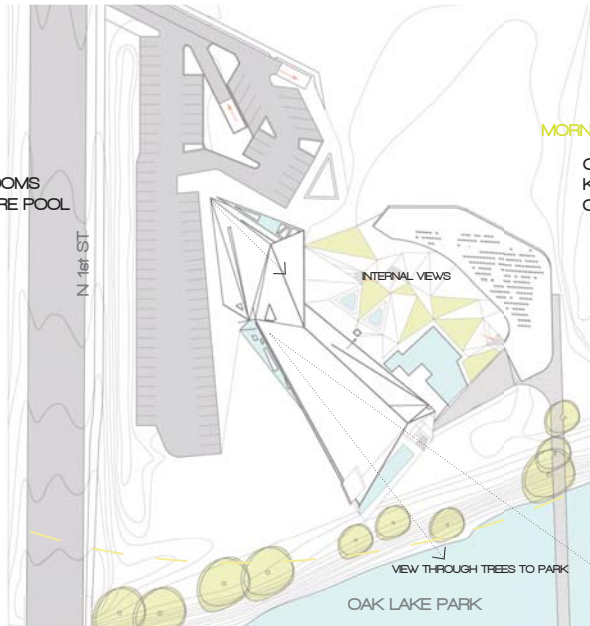 MORN
OOMS
RE POOL
C
K
C
N 1st ST
INTERNAL VIEWS
VIEW THROUGH TREES TO PARK
OAK LAKE PARK